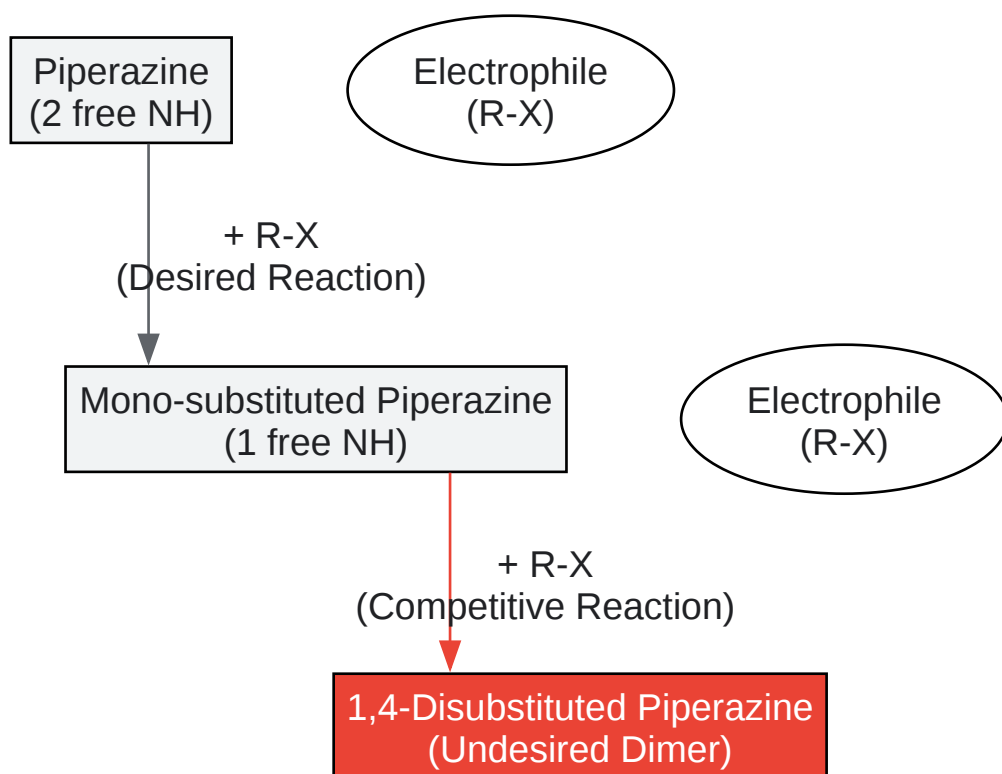 Piperazine
(2 free NH)
Electrophile
(R-X)
+ R-X
(Desired Reaction)
Mono-substituted Piperazine
(1 free NH)
Electrophile
(R-X)
+ R-X
(Competitive Reaction)
1,4-Disubstituted Piperazine
(Undesired Dimer)